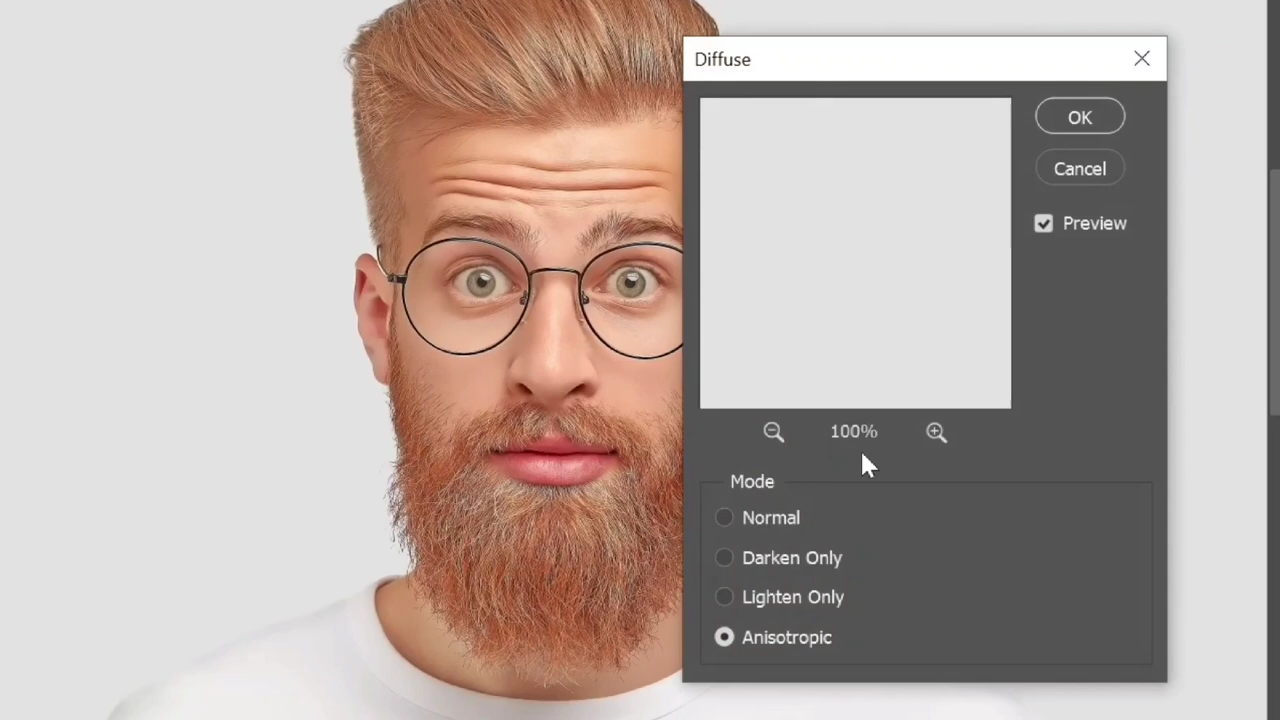 Diffuse
OK
Cancel
Preview
100%
Mode
Normal
Darken Only
Lighten Only
Anisotropic